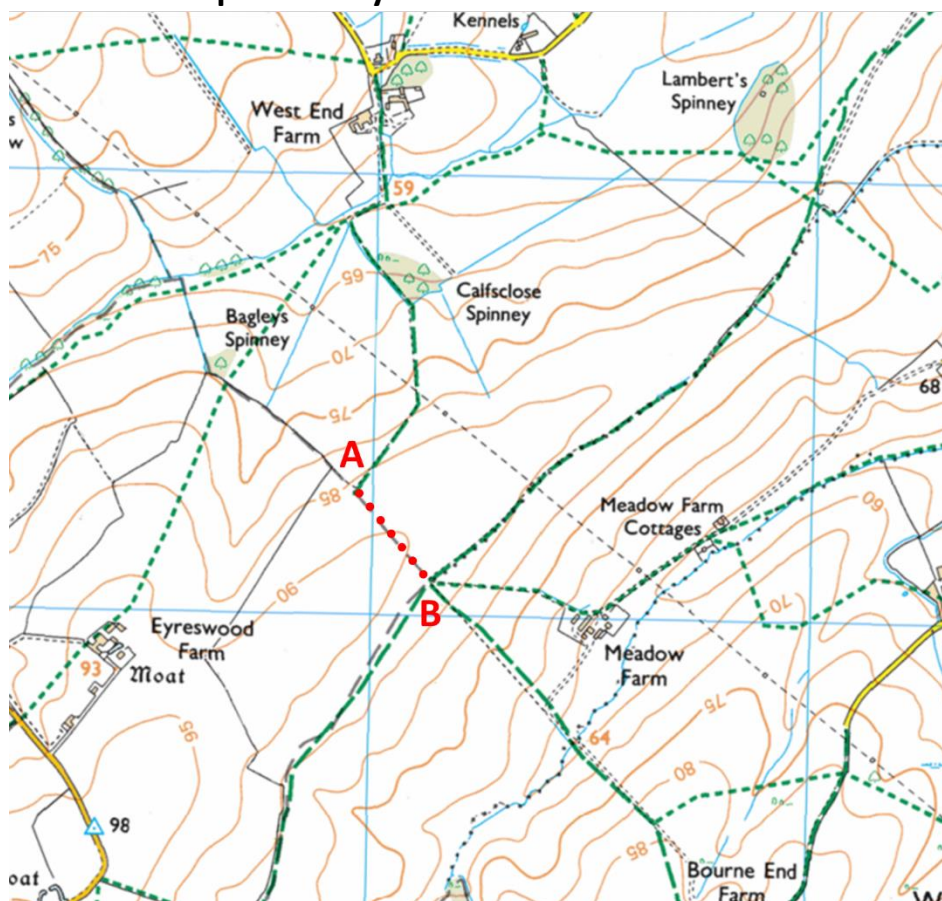 Kennels
Lambert's
Spinney
West End
Farm
w
59
75
65
Calfsclose
Spinney
Bagleys
Spinney
70
75
68
A
85
Meadow Farm
Cottages
60
90
B
70
Eyreswood
Farm
Moat
93
Meadow
Farm
75
95
64
80
98
85
oat
Bourne End
Farm